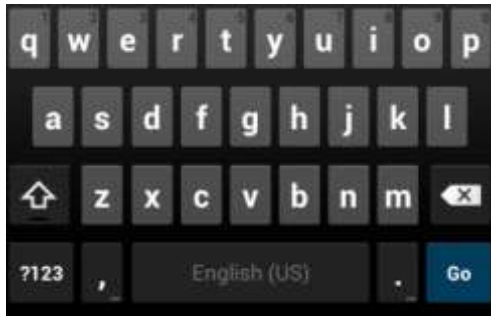 q w e r t y u i o p
a s d f g h j k l
z x c v b n m
?123 , English (US) . Go